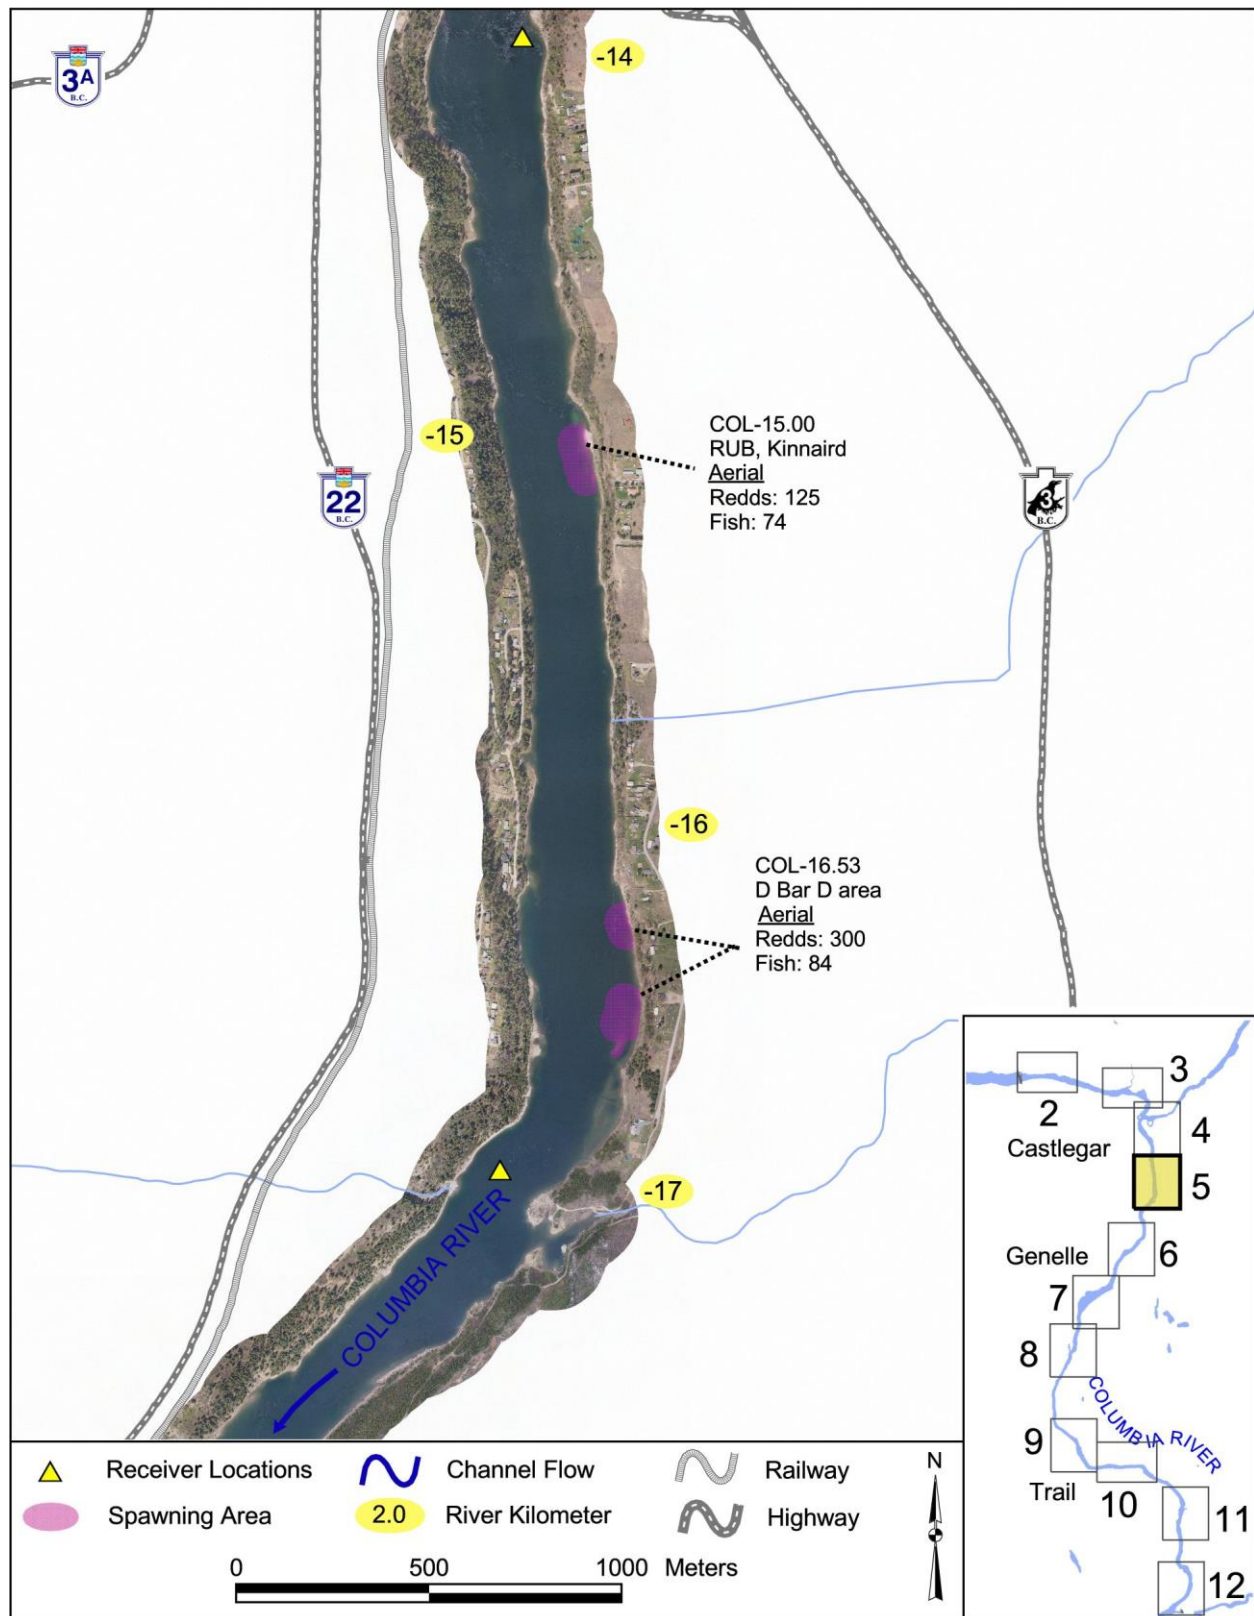 3A
B.C.
-14
COL-15.00
RUB, Kinnaird
Aerial
Redds: 125
Fish: 74
-15
22
B.C.
3
B.C.
-16
COL-16.53
D Bar D area
Aerial
Redds: 300
Fish: 84
-17
COLUMBIA RIVER
Receiver Locations
Channel Flow
Railway
Spawning Area
2.0
River Kilometer
Highway
0
500
1000
Meters
N
3
2
4
Castlegar
5
6
Genelle
7
8
COLUMBIA RIVER
9
Trail
10
11
12